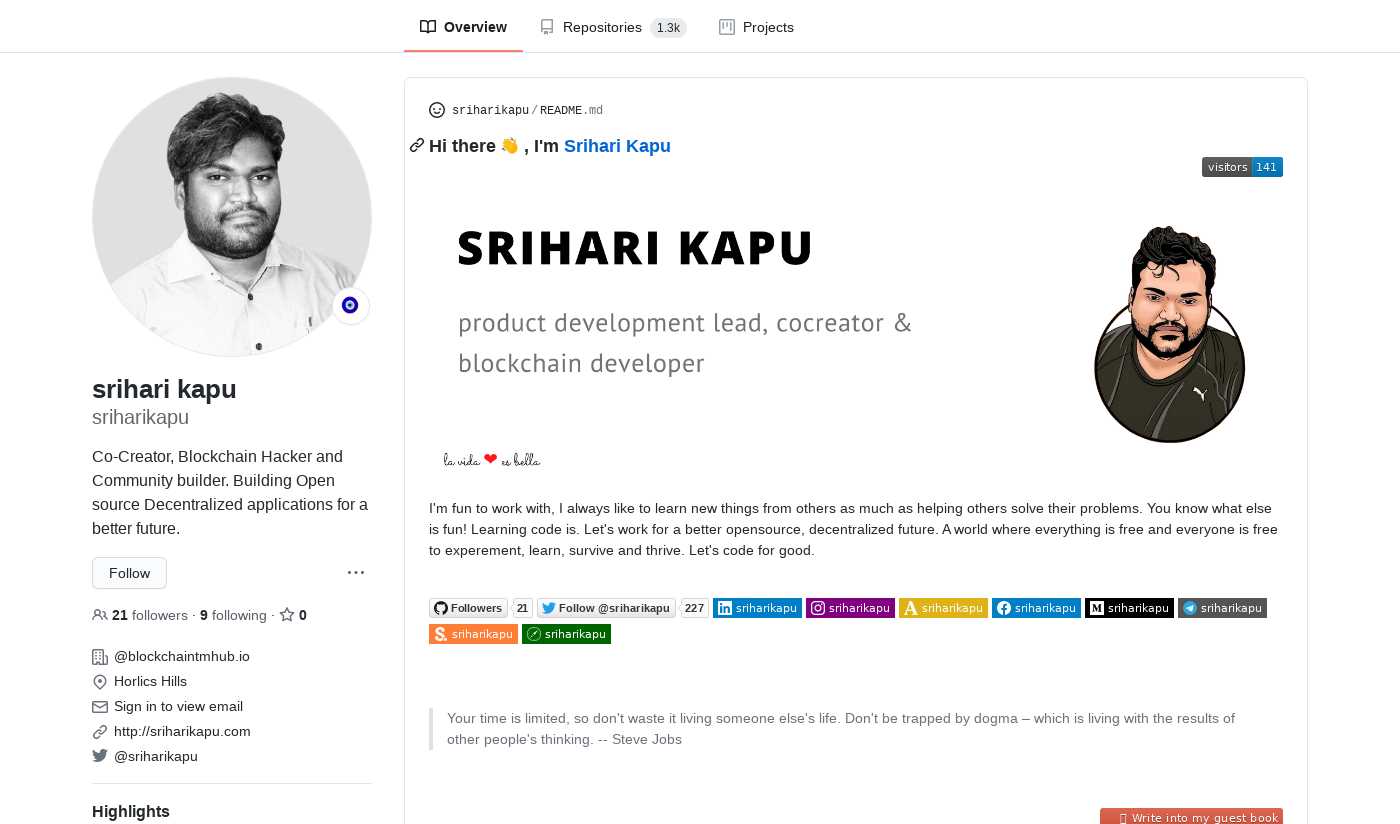 Overview
Repositories 1.3k
Projects
srihari kapu
sriharikapu
Co-Creator, Blockchain Hacker and
Community builder. Building Open
source Decentralized applications for a
better future.
Follow
21 followers · 9 following · 0
@blockchaintmhub.io
Horlics Hills
Sign in to view email
http://sriharikapu.com
@sriharikapu
Highlights
sriharikapu/README.md
Hi there 👋 , I'm Srihari Kapu
visitors 141
SRIHARI KAPU
product development lead, cocreator &
blockchain developer
la vida ❤ es bella
I'm fun to work with, I always like to learn new things from others as much as helping others solve their problems. You know what else
is fun! Learning code is. Let's work for a better opensource, decentralized future. A world where everything is free and everyone is free
to experement, learn, survive and thrive. Let's code for good.
Followers 21 Follow @sriharikapu 227 sriharikapu sriharikapu sriharikapu sriharikapu sriharikapu sriharikapu
sriharikapu sriharikapu
Your time is limited, so don't waste it living someone else's life. Don't be trapped by dogma – which is living with the results of
other people's thinking. -- Steve Jobs
Write into my guest book